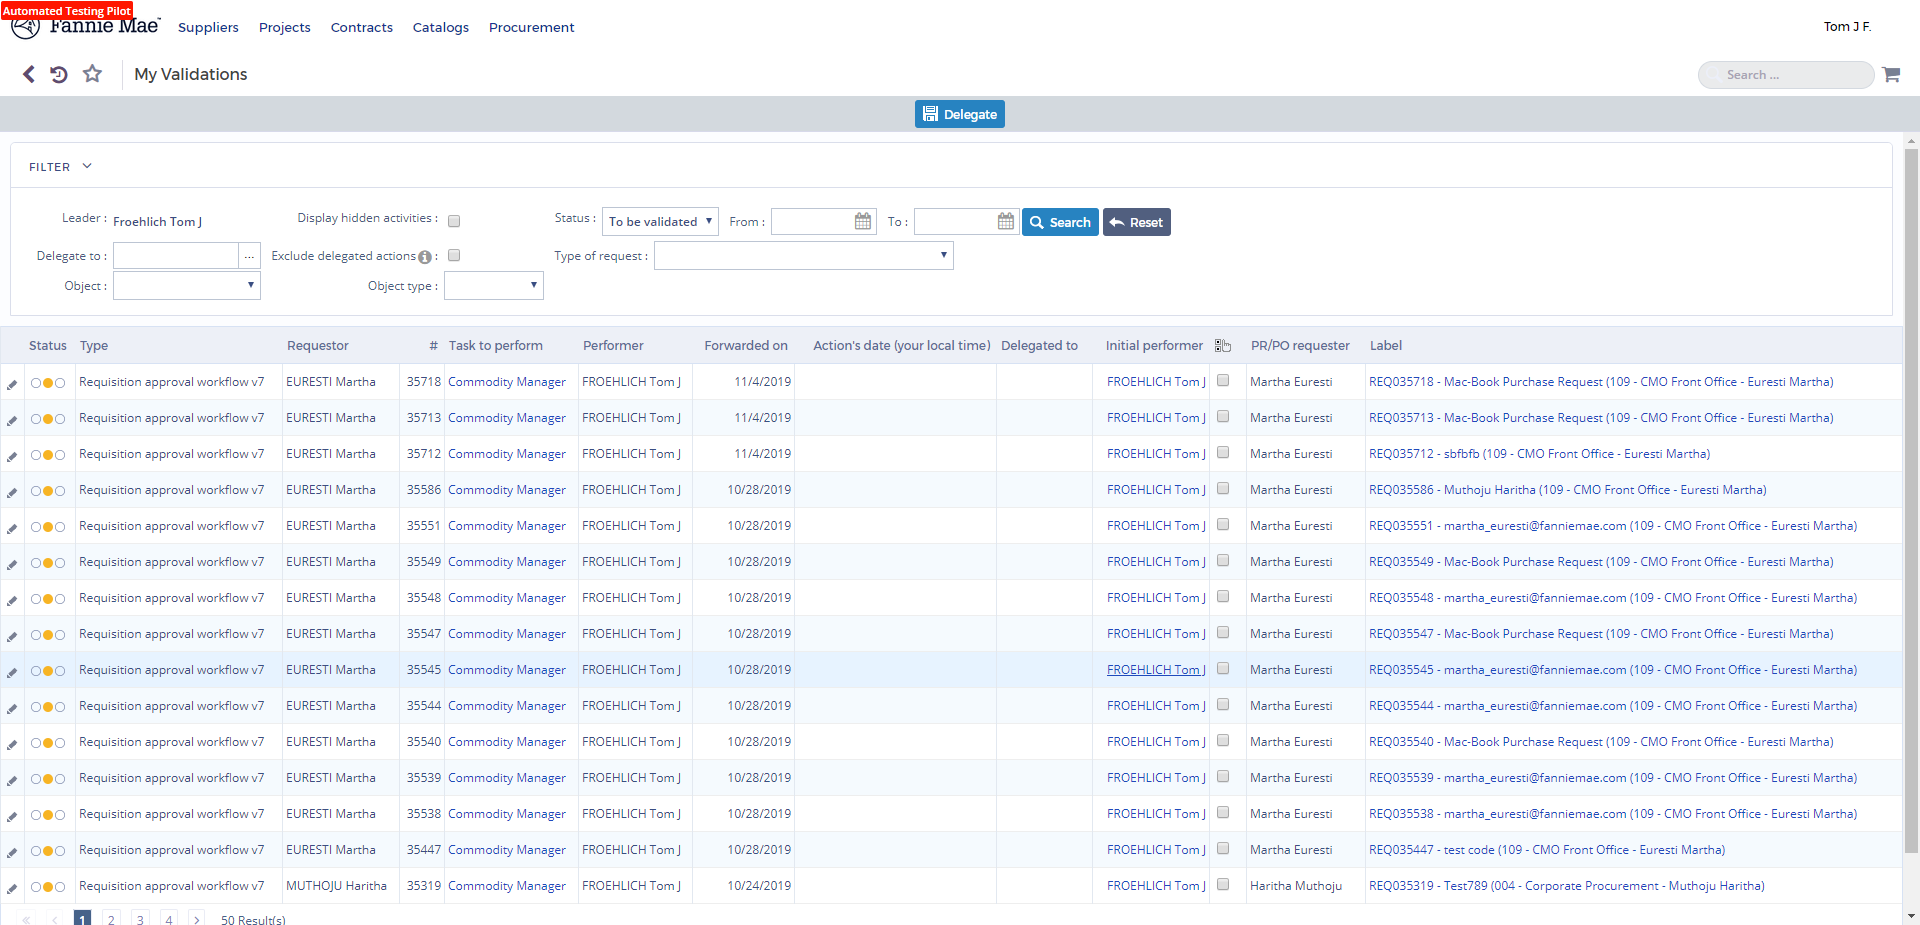 Automated Testing Pilot
Fannie Mae Suppliers Projects Contracts Catalogs Procurement Tom J F.
My Validations Search ...
Delegate
FILTER
Leader : Froehlich Tom J Display hidden activities : Status : To be validated From : To : Search Reset
Delegate to : ... Exclude delegated actions : Type of request :
Object : Object type :
Status Type Requestor # Task to perform Performer Forwarded on Action's date (your local time) Delegated to Initial performer PR/PO requester Label
Requisition approval workflow v7 EURESTI Martha 35718 Commodity Manager FROEHLICH Tom J 11/4/2019 FROEHLICH Tom J Martha Euresti REQ035718 - Mac-Book Purchase Request (109 - CMO Front Office - Euresti Martha)
Requisition approval workflow v7 EURESTI Martha 35713 Commodity Manager FROEHLICH Tom J 11/4/2019 FROEHLICH Tom J Martha Euresti REQ035713 - Mac-Book Purchase Request (109 - CMO Front Office - Euresti Martha)
Requisition approval workflow v7 EURESTI Martha 35712 Commodity Manager FROEHLICH Tom J 11/4/2019 FROEHLICH Tom J Martha Euresti REQ035712 - sbfbfb (109 - CMO Front Office - Euresti Martha)
Requisition approval workflow v7 EURESTI Martha 35586 Commodity Manager FROEHLICH Tom J 10/28/2019 FROEHLICH Tom J Martha Euresti REQ035586 - Muthoju Haritha (109 - CMO Front Office - Euresti Martha)
Requisition approval workflow v7 EURESTI Martha 35551 Commodity Manager FROEHLICH Tom J 10/28/2019 FROEHLICH Tom J Martha Euresti REQ035551 - martha_euresti@fanniemae.com (109 - CMO Front Office - Euresti Martha)
Requisition approval workflow v7 EURESTI Martha 35549 Commodity Manager FROEHLICH Tom J 10/28/2019 FROEHLICH Tom J Martha Euresti REQ035549 - Mac-Book Purchase Request (109 - CMO Front Office - Euresti Martha)
Requisition approval workflow v7 EURESTI Martha 35548 Commodity Manager FROEHLICH Tom J 10/28/2019 FROEHLICH Tom J Martha Euresti REQ035548 - martha_euresti@fanniemae.com (109 - CMO Front Office - Euresti Martha)
Requisition approval workflow v7 EURESTI Martha 35547 Commodity Manager FROEHLICH Tom J 10/28/2019 FROEHLICH Tom J Martha Euresti REQ035547 - Mac-Book Purchase Request (109 - CMO Front Office - Euresti Martha)
Requisition approval workflow v7 EURESTI Martha 35545 Commodity Manager FROEHLICH Tom J 10/28/2019 FROEHLICH Tom J Martha Euresti REQ035545 - martha_euresti@fanniemae.com (109 - CMO Front Office - Euresti Martha)
Requisition approval workflow v7 EURESTI Martha 35544 Commodity Manager FROEHLICH Tom J 10/28/2019 FROEHLICH Tom J Martha Euresti REQ035544 - martha_euresti@fanniemae.com (109 - CMO Front Office - Euresti Martha)
Requisition approval workflow v7 EURESTI Martha 35540 Commodity Manager FROEHLICH Tom J 10/28/2019 FROEHLICH Tom J Martha Euresti REQ035540 - Mac-Book Purchase Request (109 - CMO Front Office - Euresti Martha)
Requisition approval workflow v7 EURESTI Martha 35539 Commodity Manager FROEHLICH Tom J 10/28/2019 FROEHLICH Tom J Martha Euresti REQ035539 - martha_euresti@fanniemae.com (109 - CMO Front Office - Euresti Martha)
Requisition approval workflow v7 EURESTI Martha 35538 Commodity Manager FROEHLICH Tom J 10/28/2019 FROEHLICH Tom J Martha Euresti REQ035538 - martha_euresti@fanniemae.com (109 - CMO Front Office - Euresti Martha)
Requisition approval workflow v7 EURESTI Martha 35447 Commodity Manager FROEHLICH Tom J 10/28/2019 FROEHLICH Tom J Martha Euresti REQ035447 - test code (109 - CMO Front Office - Euresti Martha)
Requisition approval workflow v7 MUTHOJU Haritha 35319 Commodity Manager FROEHLICH Tom J 10/24/2019 FROEHLICH Tom J Haritha Muthoju REQ035319 - Test789 (004 - Corporate Procurement - Muthoju Haritha)
« < 1 2 3 4 > 50 Result(s)